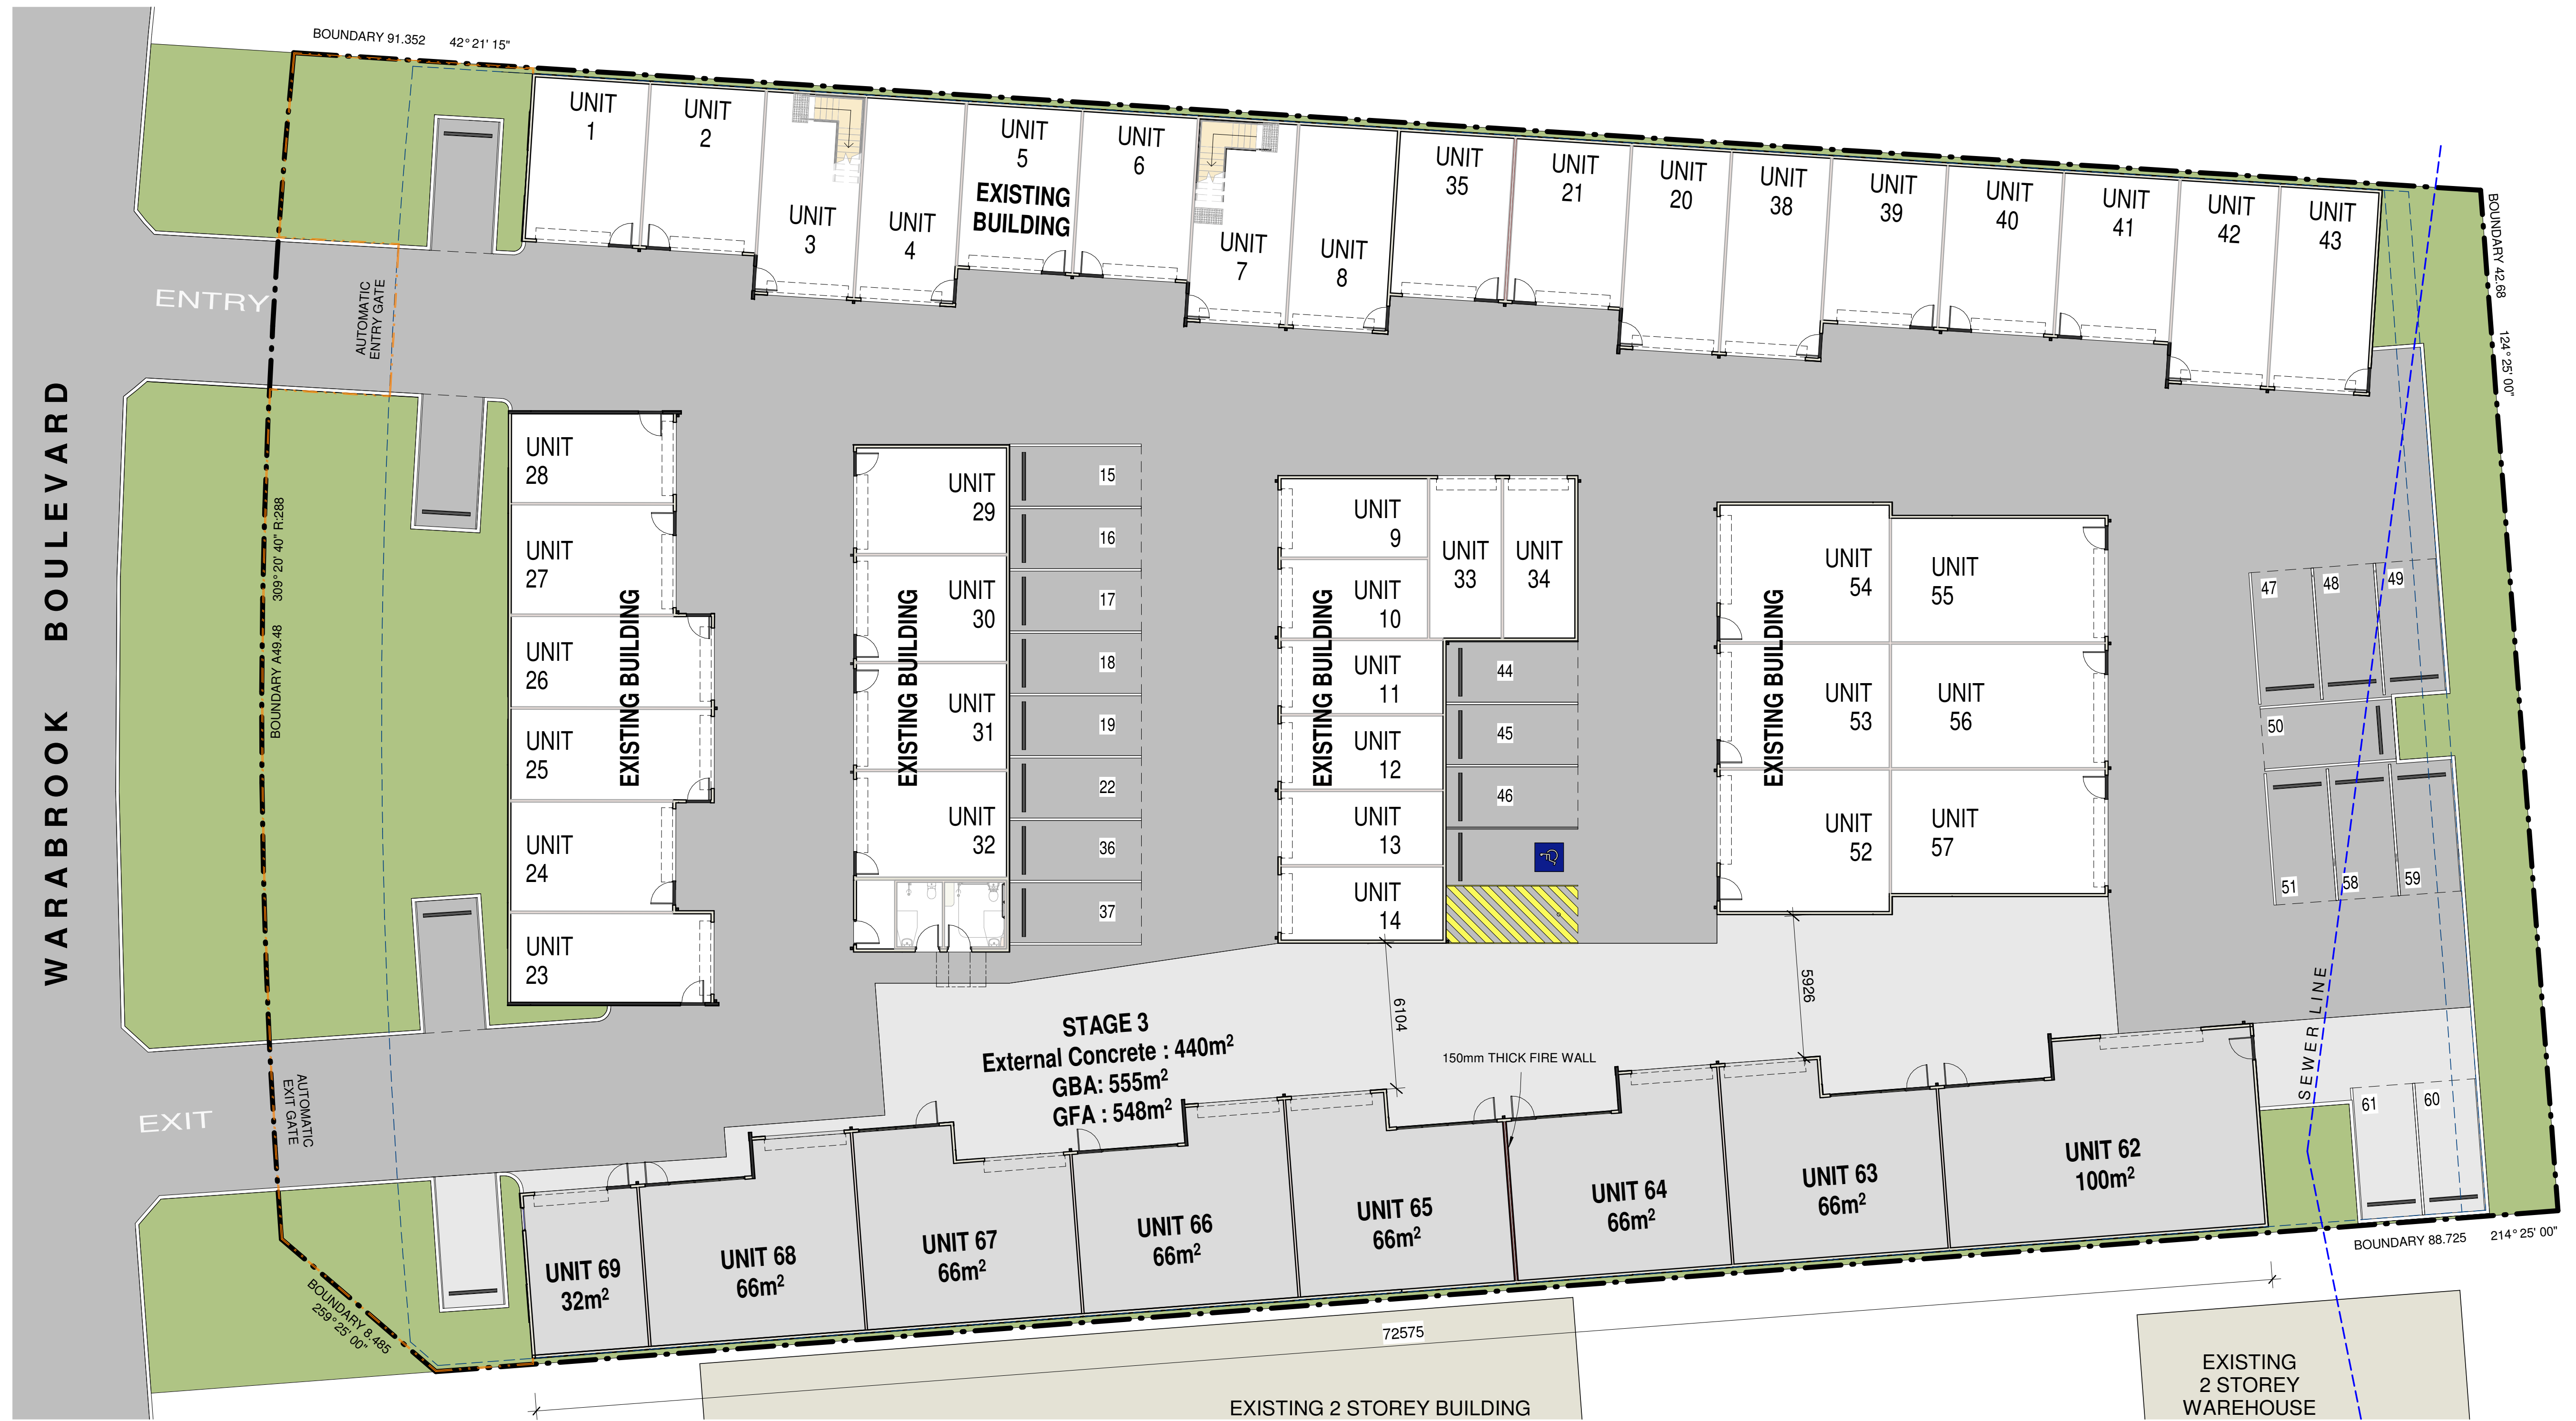 BOUNDARY 91.352 42° 21' 15"
UNIT
1
UNIT
2
UNIT
3
UNIT
4
UNIT
5
EXISTING
BUILDING
UNIT
6
UNIT
7
UNIT
8
UNIT
35
UNIT
21
UNIT
20
UNIT
38
UNIT
39
UNIT
40
UNIT
41
UNIT
42
UNIT
43
BOUNDARY 42.68 124° 25' 00"
ENTRY
AUTOMATIC
ENTRY GATE
WARABROOK BOULEVARD
BOUNDARY A49.48 309° 20' 40" R:288
UNIT
28
UNIT
27
UNIT
26
UNIT
25
UNIT
24
UNIT
23
EXISTING BUILDING
UNIT
29
UNIT
30
UNIT
31
UNIT
32
EXISTING BUILDING
15
16
17
18
19
22
36
37
UNIT
9
UNIT
10
UNIT
11
UNIT
12
UNIT
13
UNIT
14
EXISTING BUILDING
UNIT
33
UNIT
34
44
45
46
UNIT
54
UNIT
53
UNIT
52
EXISTING BUILDING
UNIT
55
UNIT
56
UNIT
57
47
48
49
50
51
58
59
SEWER LINE
6104
5926
STAGE 3
External Concrete : 440m²
GBA: 555m²
GFA : 548m²
150mm THICK FIRE WALL
EXIT
AUTOMATIC
EXIT GATE
UNIT 69
32m²
UNIT 68
66m²
UNIT 67
66m²
UNIT 66
66m²
UNIT 65
66m²
UNIT 64
66m²
UNIT 63
66m²
UNIT 62
100m²
61
60
BOUNDARY 88.725 214° 25' 00"
BOUNDARY 8.485
259° 25' 00"
72575
EXISTING 2 STOREY BUILDING
EXISTING
2 STOREY
WAREHOUSE